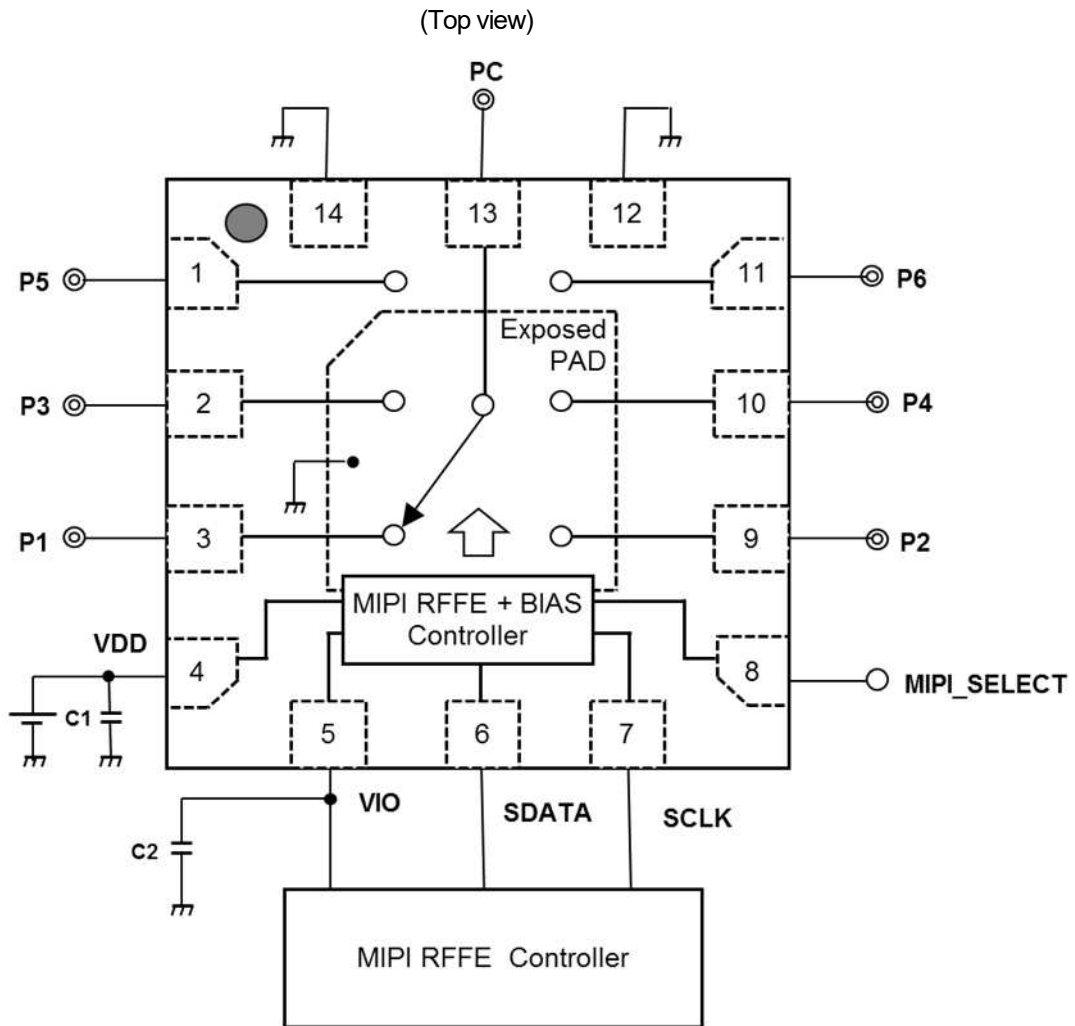 (Top view)
PC
14
13
12
P5
1
11
P6
Exposed
PAD
P3
2
10
P4
P1
3
9
P2
MIPI RFFE + BIAS
Controller
VDD
4
8
MIPI_SELECT
C1
5
6
7
VIO
SDATA
SCLK
C2
MIPI RFFE Controller